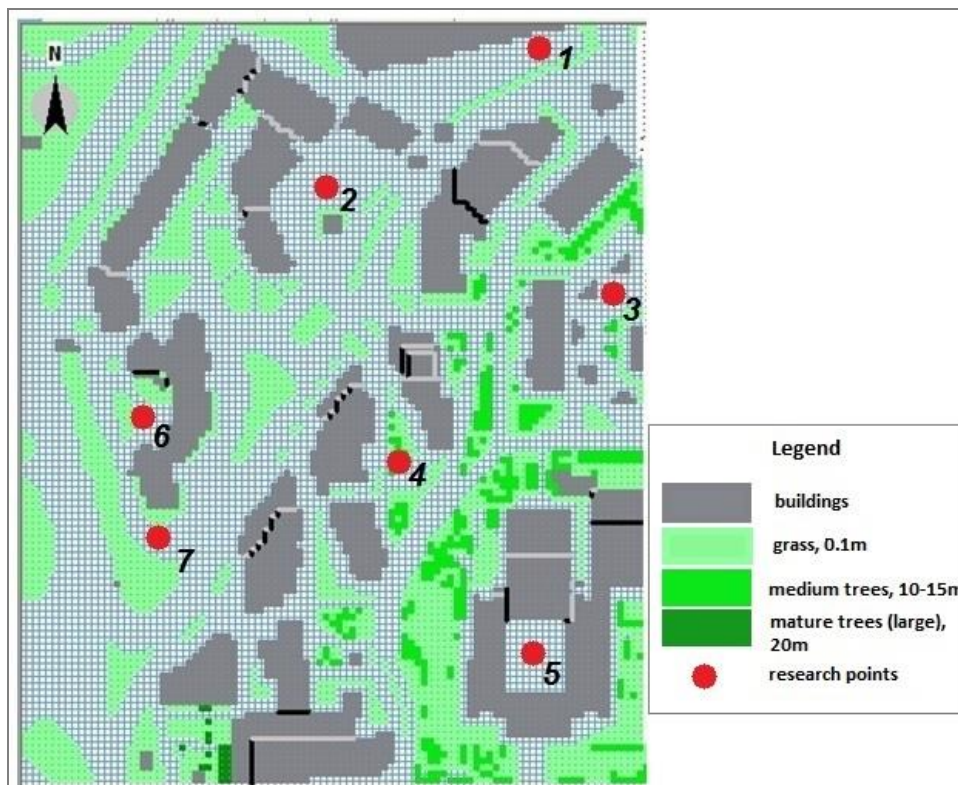 N
1
2
3
6
4
7
5
Legend
buildings
grass, 0.1m
medium trees, 10-15m
mature trees (large),
20m
research points